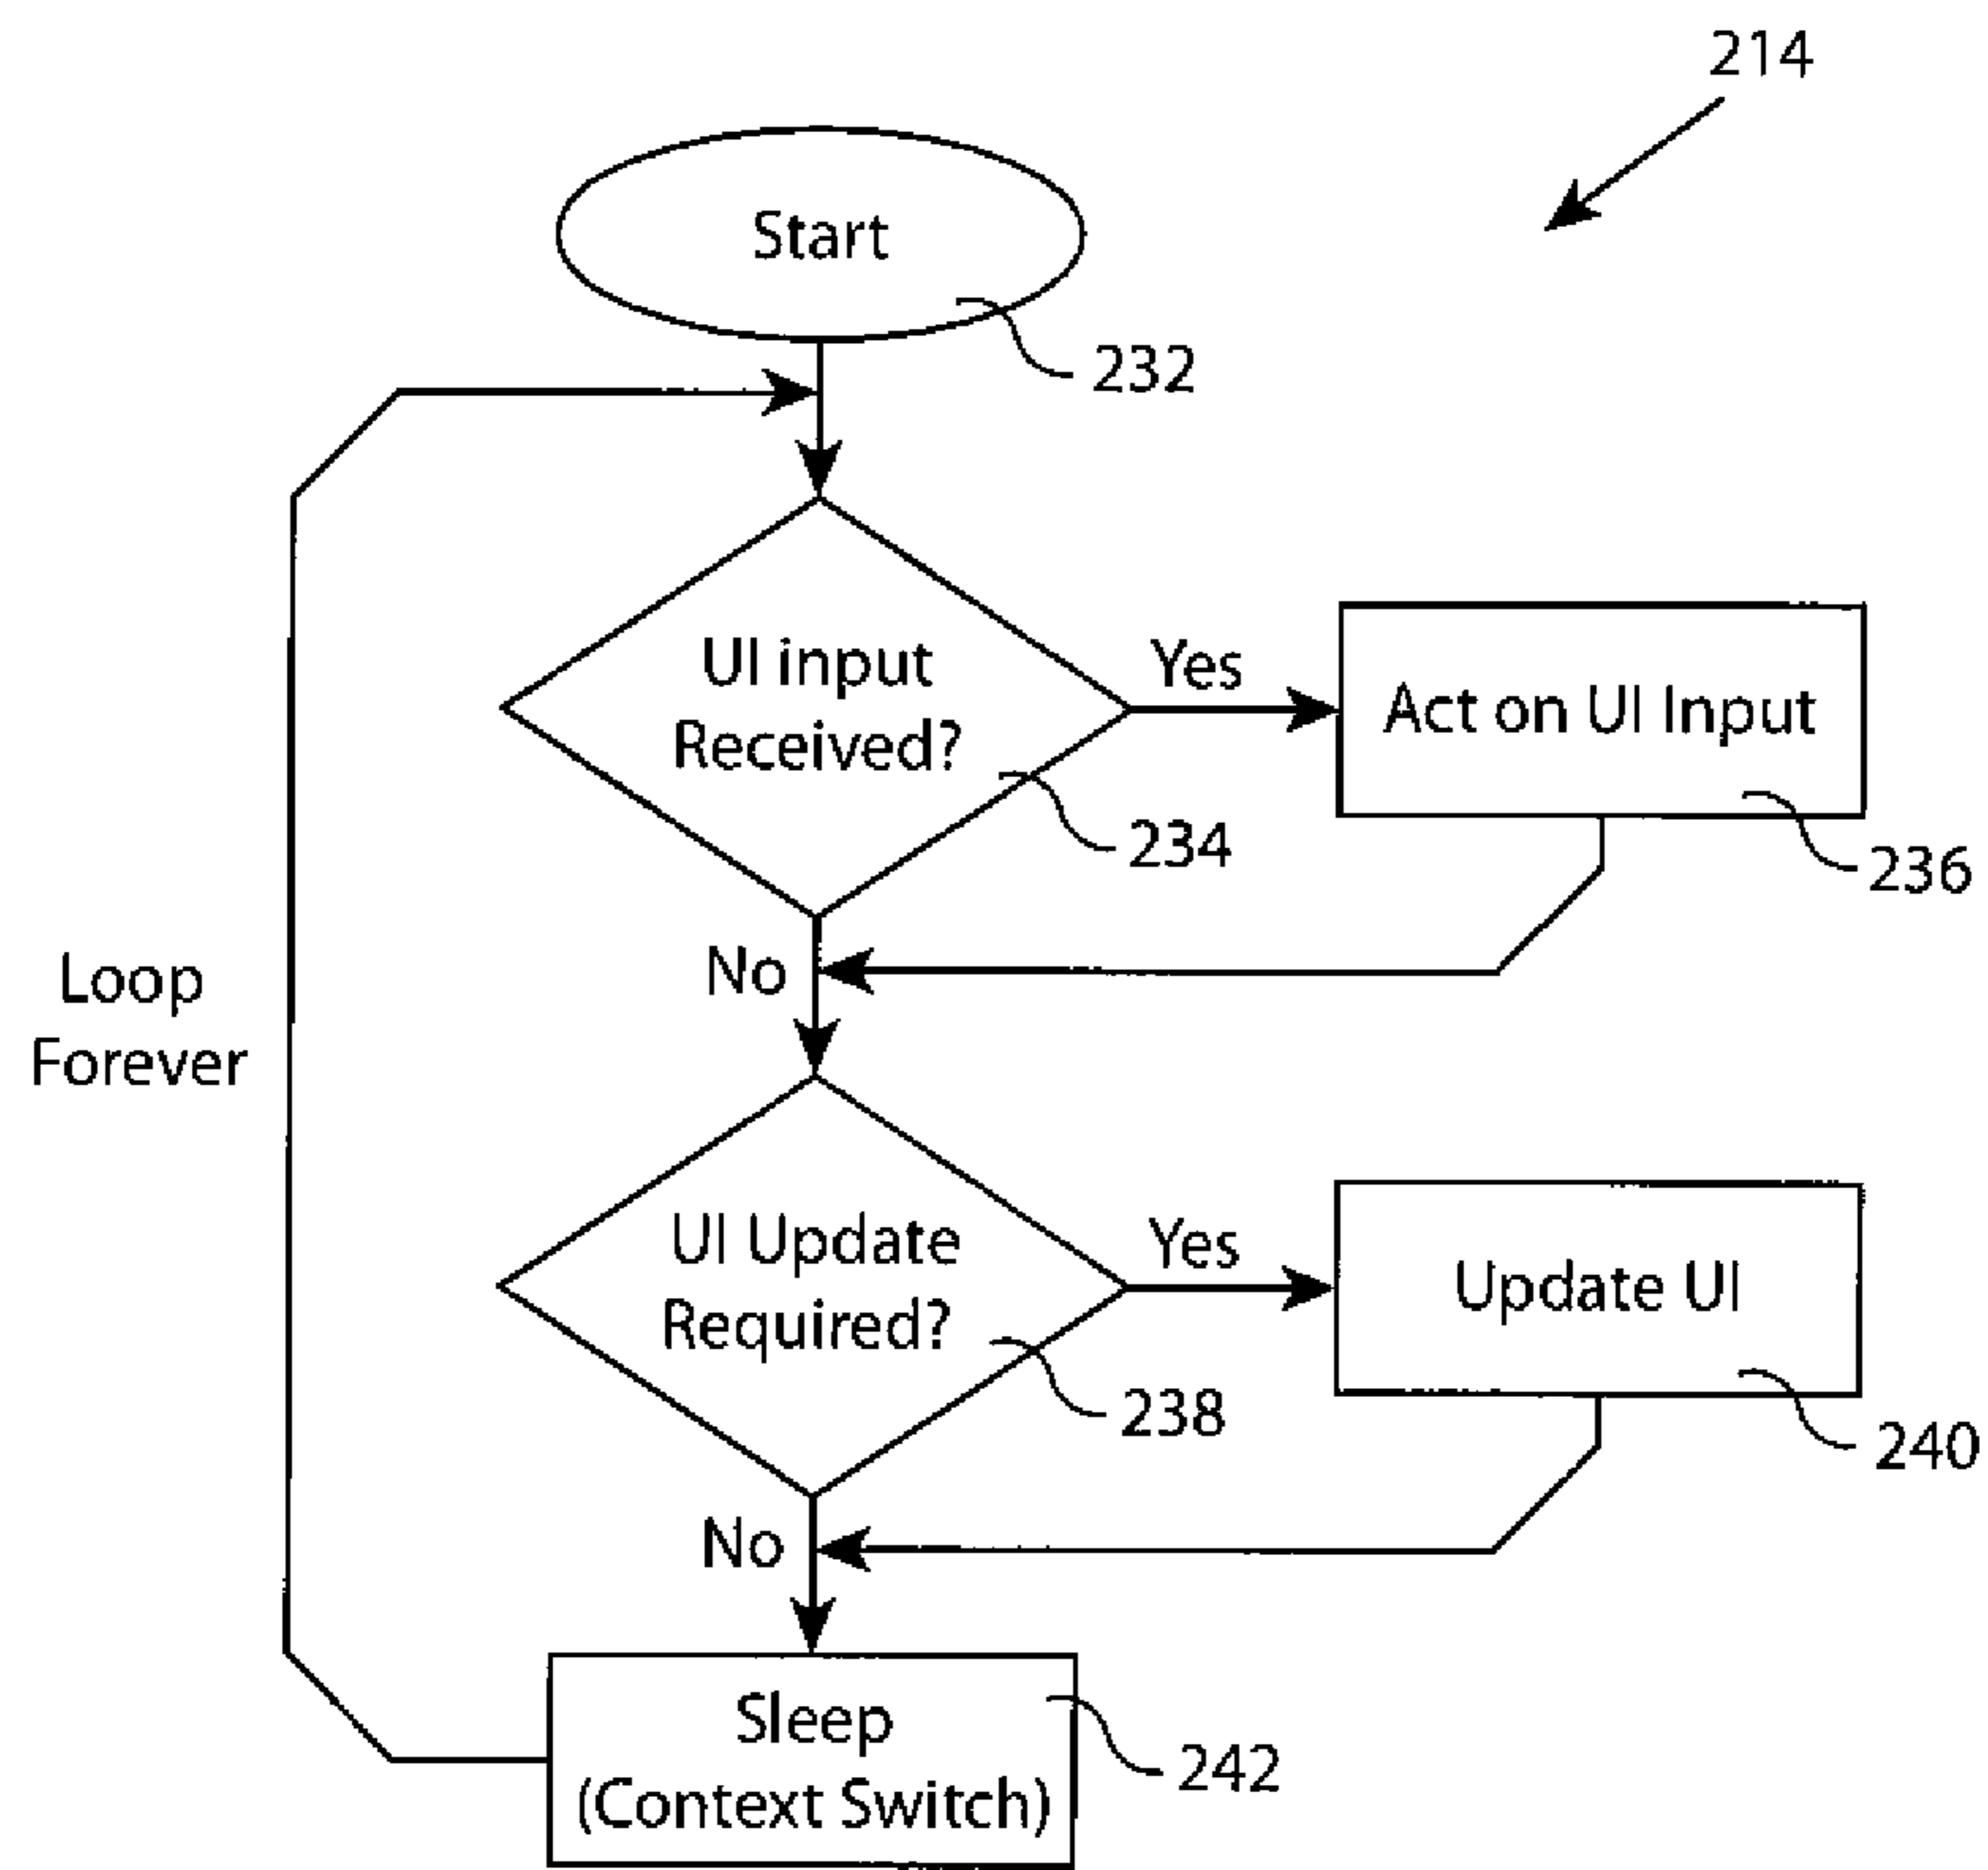 214
Start
232
UI input
Received?
Yes
Act on UI Input
234
236
No
Loop
Forever
UI Update
Required?
Yes
Update UI
238
240
No
Sleep
(Context Switch)
242